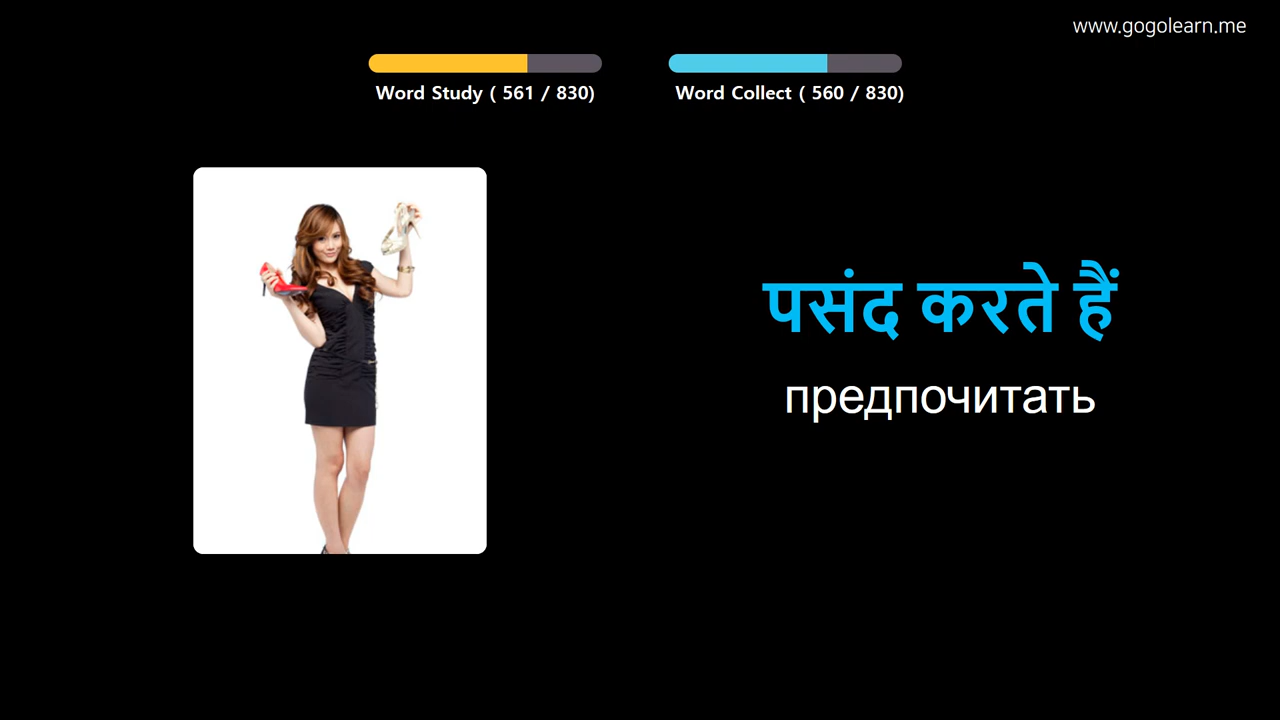 www.gogolearn.me
Word Study ( 561 / 830)
Word Collect ( 560 / 830)
पसंद करते हैं
предпочитать